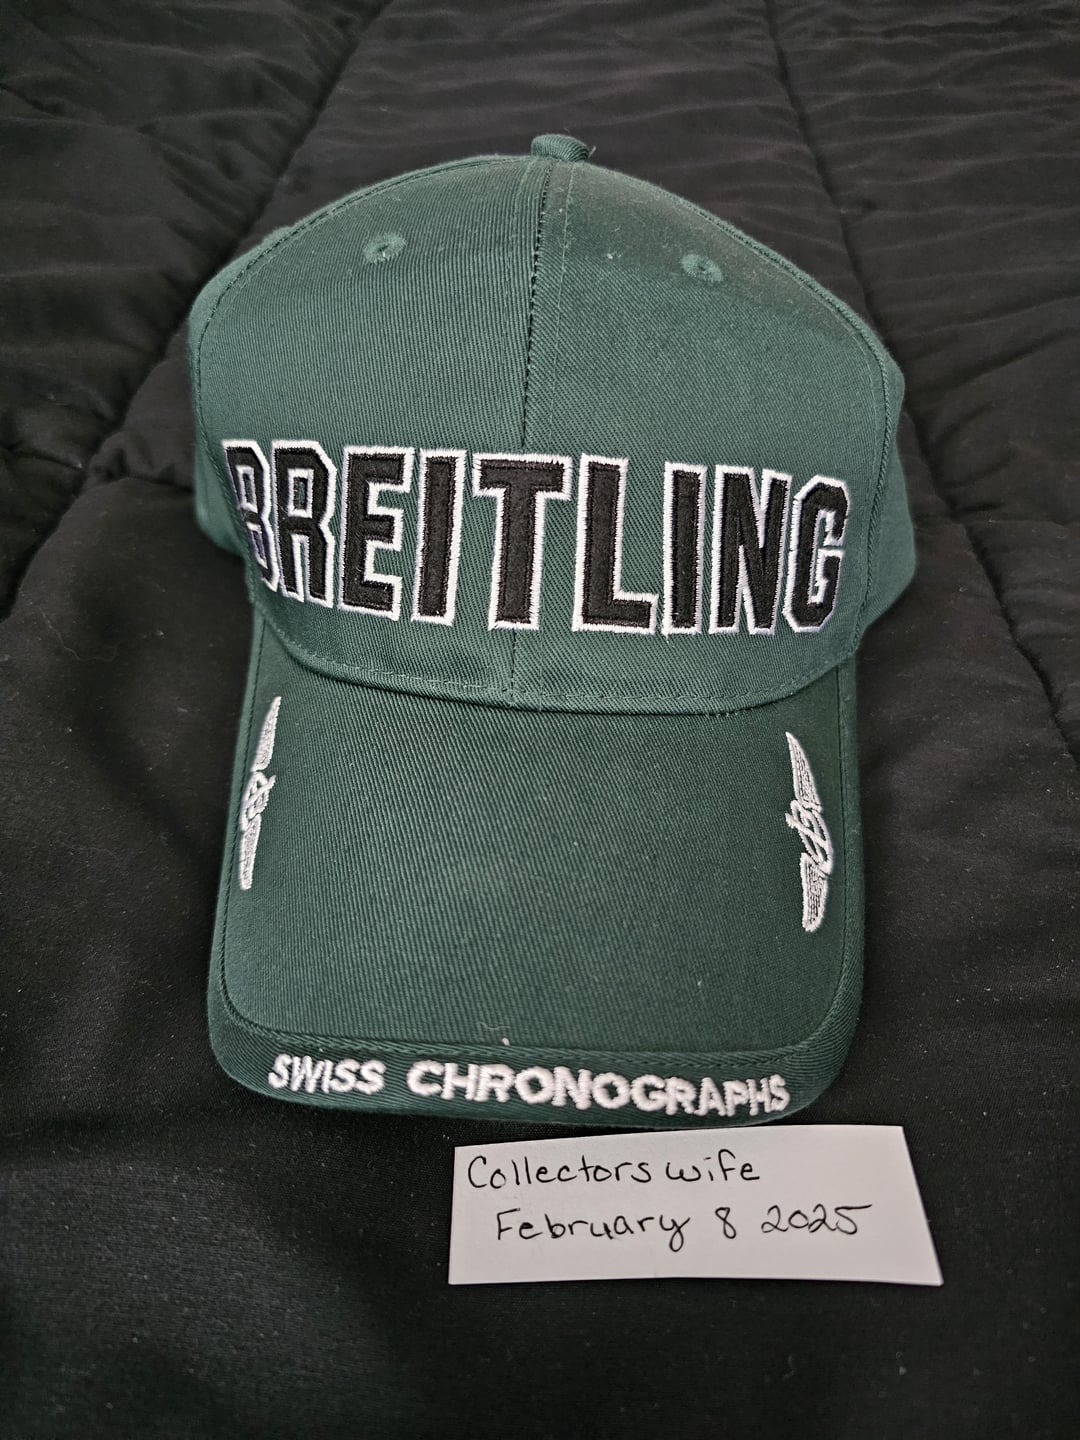 BREITLING
SWISS CHRONOGRAPHS
Collectors wife
February 8 2025